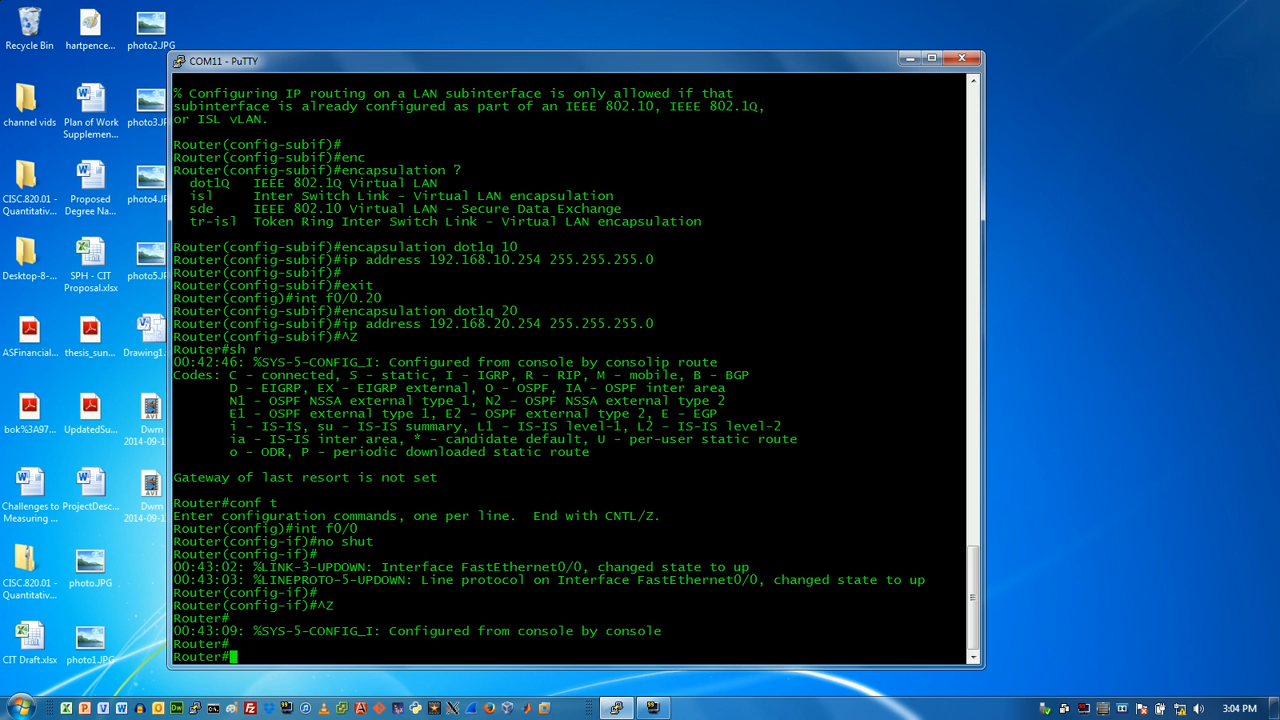 Recycle Bin
hartpence...
photo2.JPG
channel vids
Plan of Work
Supplemen...
photo3.JP
CISC.820.01 -
Quantitativ...
Proposed
Degree Na...
photo4.JP
Desktop-8-...
SPH - CIT
Proposal.xlsx
photo5.JP
ASFinancial...
thesis_sun...
Drawing1...
bok%3A97...
UpdatedSu...
Dwm
2014-09-1
Challenges to
Measuring ...
ProjectDesc...
Dwm
2014-09-1
CISC.820.01 -
Quantitativ...
photo.JPG
CIT Draft.xlsx
photo1.JPG
COM11 - PuTTY
% Configuring IP routing on a LAN subinterface is only allowed if that
subinterface is already configured as part of an IEEE 802.10, IEEE 802.1Q,
or ISL vLAN.
Router(config-subif)#
Router(config-subif)#enc
Router(config-subif)#encapsulation ?
dot1Q IEEE 802.1Q Virtual LAN
isl Inter Switch Link - Virtual LAN encapsulation
sde IEEE 802.10 Virtual LAN - Secure Data Exchange
tr-isl Token Ring Inter Switch Link - Virtual LAN encapsulation
Router(config-subif)#encapsulation dot1q 10
Router(config-subif)#ip address 192.168.10.254 255.255.255.0
Router(config-subif)#
Router(config-subif)#exit
Router(config)#int f0/0.20
Router(config-subif)#encapsulation dot1q 20
Router(config-subif)#ip address 192.168.20.254 255.255.255.0
Router(config-subif)#^Z
Router#sh r
00:42:46: %SYS-5-CONFIG_I: Configured from console by consolip route
Codes: C - connected, S - static, I - IGRP, R - RIP, M - mobile, B - BGP
D - EIGRP, EX - EIGRP external, O - OSPF, IA - OSPF inter area
N1 - OSPF NSSA external type 1, N2 - OSPF NSSA external type 2
E1 - OSPF external type 1, E2 - OSPF external type 2, E - EGP
i - IS-IS, su - IS-IS summary, L1 - IS-IS level-1, L2 - IS-IS level-2
ia - IS-IS inter area, * - candidate default, U - per-user static route
o - ODR, P - periodic downloaded static route
Gateway of last resort is not set
Router#conf t
Enter configuration commands, one per line. End with CNTL/Z.
Router(config)#int f0/0
Router(config-if)#no shut
Router(config-if)#
00:43:02: %LINK-3-UPDOWN: Interface FastEthernet0/0, changed state to up
00:43:03: %LINEPROTO-5-UPDOWN: Line protocol on Interface FastEthernet0/0, changed state to up
Router(config-if)#
Router(config-if)#^Z
Router#
00:43:09: %SYS-5-CONFIG_I: Configured from console by console
Router#
Router#
3:04 PM